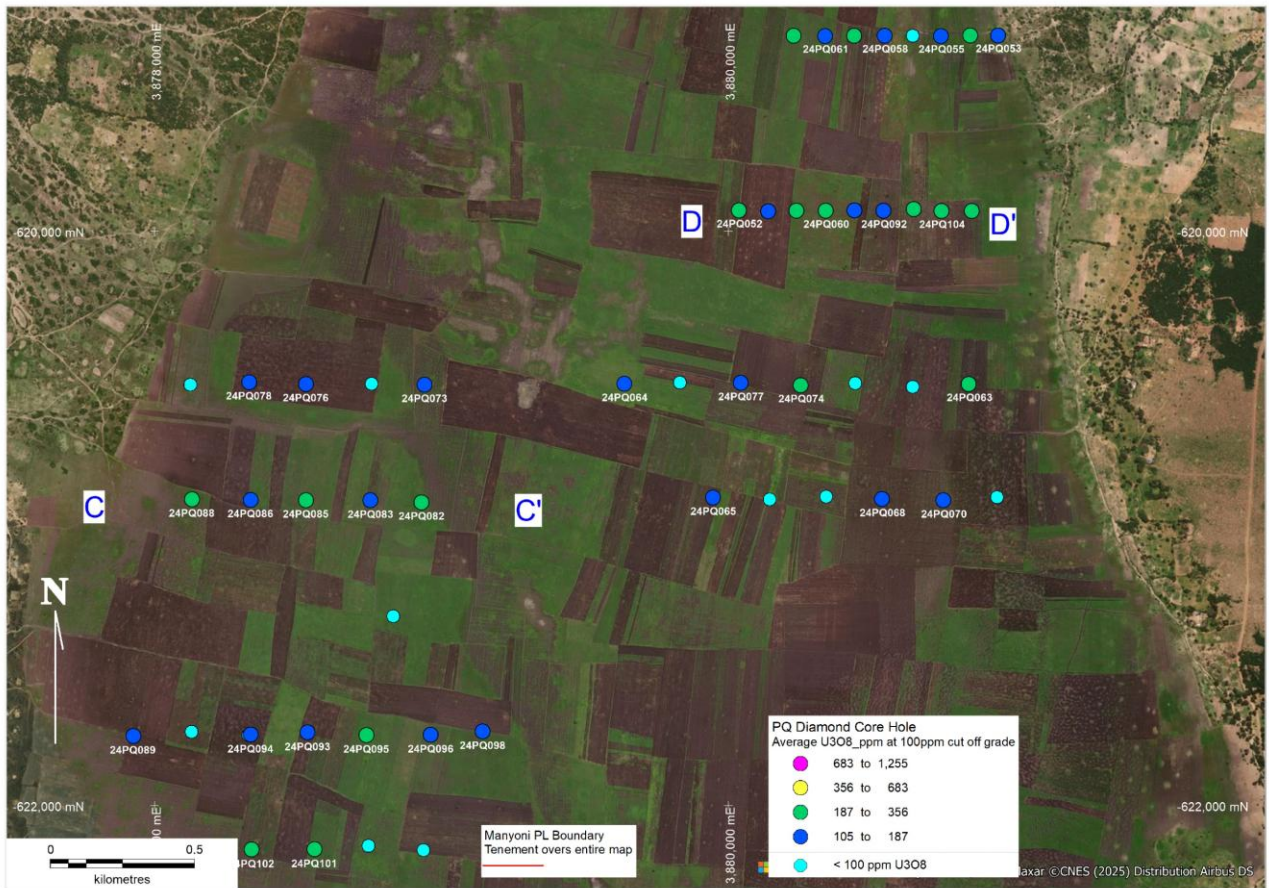 3,878,000 mE
3,880,000 mE
24PQ061 24PQ058 24PQ055 24PQ053
D D'
24PQ052 24PQ060 24PQ092 24PQ104
-620,000 mN -620,000 mN
24PQ078 24PQ076 24PQ073 24PQ064 24PQ077 24PQ074 24PQ063
C C'
24PQ088 24PQ086 24PQ085 24PQ083 24PQ082 24PQ065 24PQ068 24PQ070
N
24PQ089 24PQ094 24PQ093 24PQ095 24PQ096 24PQ098
PQ Diamond Core Hole
Average U3O8_ppm at 100ppm cut off grade
683 to 1,255
356 to 683
187 to 356
105 to 187
< 100 ppm U3O8
-622,000 mN -622,000 mN
3,880,000 mE
Manyoni PL Boundary
Tenement overs entire map
PQ102 24PQ101
0 0.5
kilometres
©CNES (2025) Distribution Airbus DS